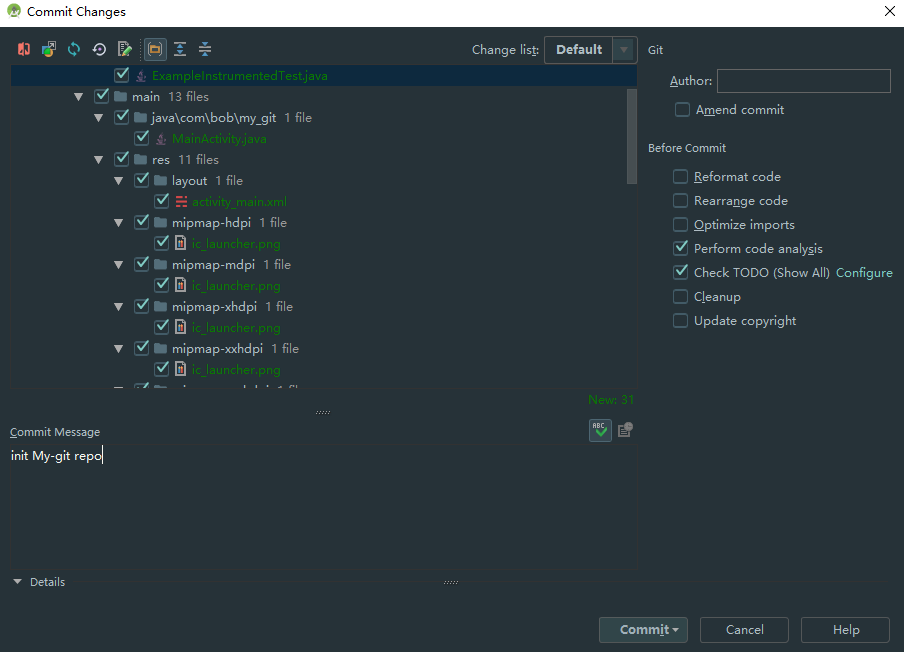 Commit Changes
Change list: Default
Git
ExampleInstrumentedTest.java
main 13 files
java\com\bob\my_git 1 file
MainActivity.java
res 11 files
layout 1 file
activity_main.xml
mipmap-hdpi 1 file
ic_launcher.png
mipmap-mdpi 1 file
ic_launcher.png
mipmap-xhdpi 1 file
ic_launcher.png
mipmap-xxhdpi 1 file
ic_launcher.png
New: 31
Author:
Amend commit
Before Commit
Reformat code
Rearrange code
Optimize imports
Perform code analysis
Check TODO (Show All) Configure
Cleanup
Update copyright
Commit Message
ABC
init My-git repo
Details
Commit
Cancel
Help